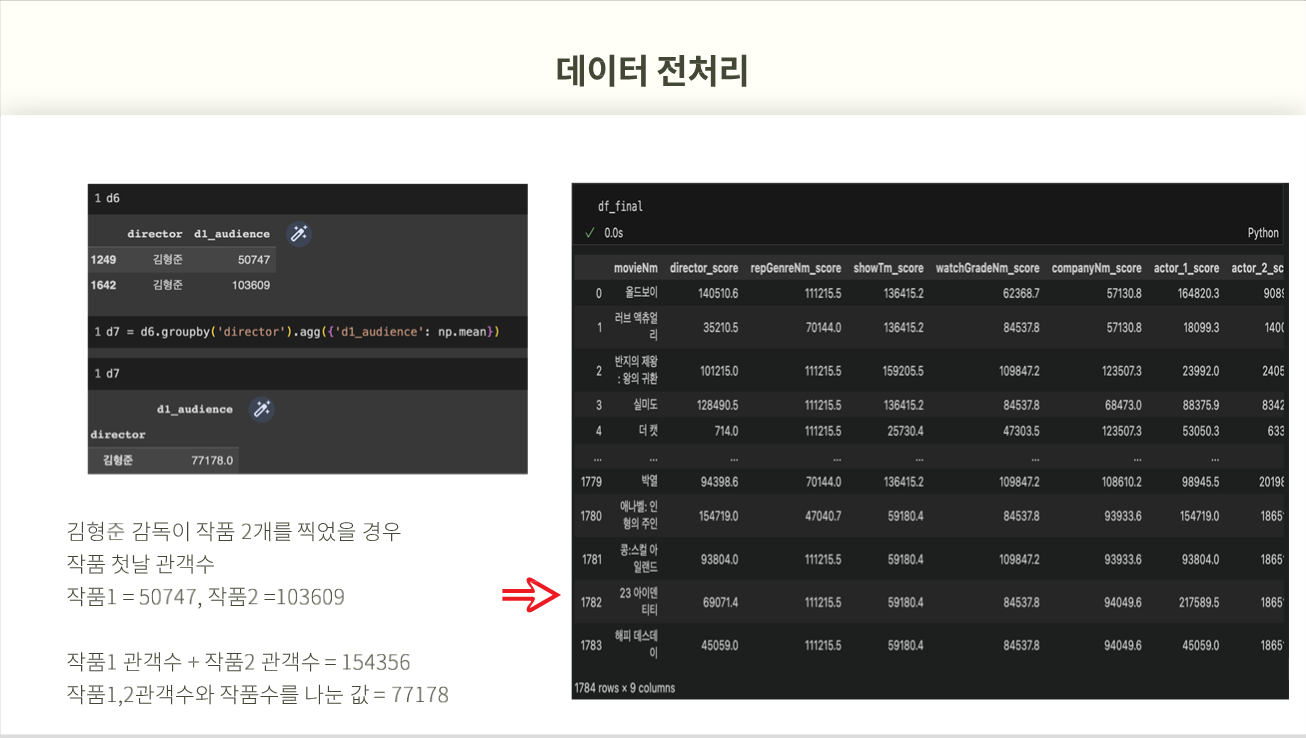 데이터 전처리
1 d6
director d1_audience
1249 김형준 50747
1642 김형준 103609
1 d7 = d6.groupby('director').agg({'d1_audience': np.mean})
1 d7
d1_audience
director
김형준 77178.0
김형준 감독이 작품 2개를 찍었을 경우
작품 첫날 관객수
작품1 = 50747, 작품2 =103609
작품1 관객수 + 작품2 관객수 = 154356
작품1,2관객수와 작품수를 나눈 값 = 77178
df_final
✓ 0.0s
Python
movieNm director_score repGenreNm_score showTm_score watchGradeNm_score companyNm_score actor_1_score actor_2_sc
0 올드보이 140510.6 111215.5 136415.2 62368.7 57130.8 164820.3 9089
1 러브 액츄얼
리 35210.5 70144.0 136415.2 84537.8 57130.8 18099.3 1400
2 반지의 제왕
: 왕의 귀환 101215.0 111215.5 159205.5 109847.2 123507.3 23992.0 2405
3 실미도 128490.5 111215.5 136415.2 84537.8 68473.0 88375.9 8342
4 더 캣 714.0 111215.5 25730.4 47303.5 123507.3 53050.3 633
... ... ... ... ... ... ... ...
1779 박열 94398.6 70144.0 136415.2 109847.2 108610.2 98945.5 20198
1780 애나벨: 인
형의 주인 154719.0 47040.7 59180.4 84537.8 93933.6 154719.0 1865
1781 콩:스컬 아
일랜드 93804.0 111215.5 59180.4 109847.2 93933.6 93804.0 1865
1782 23 아이덴
티티 69071.4 111215.5 59180.4 84537.8 94049.6 217589.5 1865
1783 해피 데스데
이 45059.0 111215.5 59180.4 84537.8 94049.6 45059.0 1865
1784 rows × 9 columns